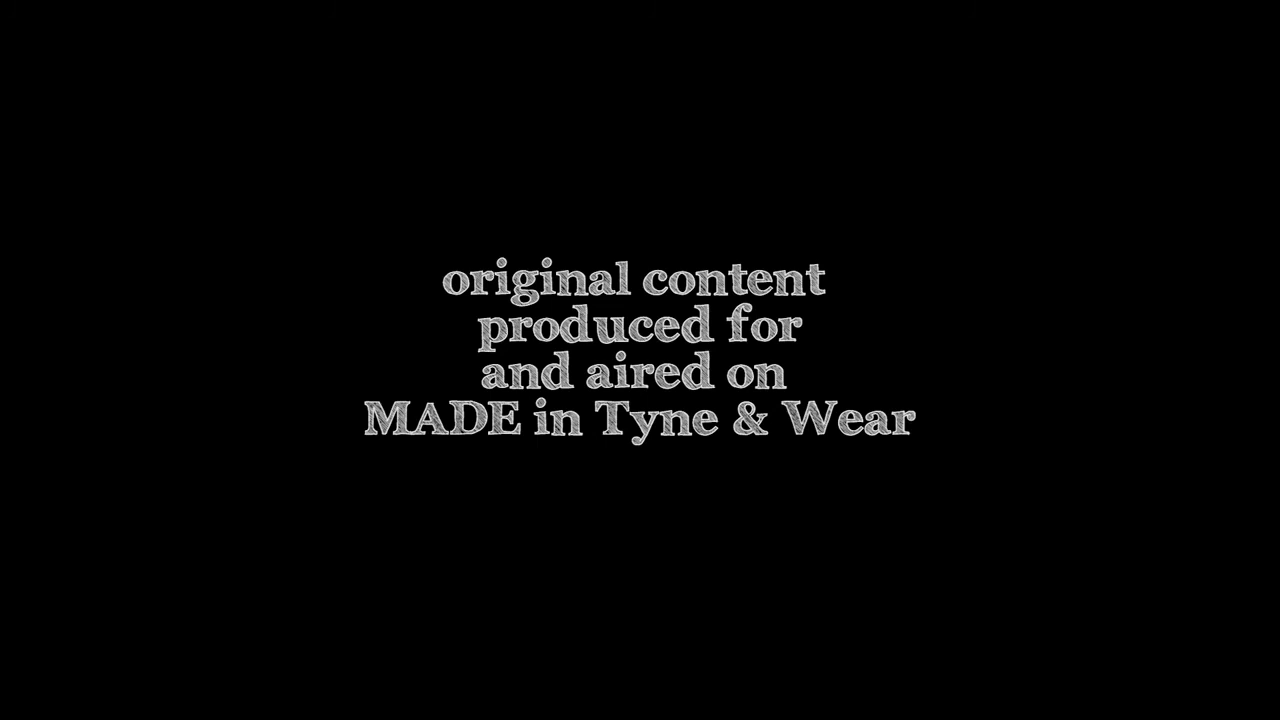 original content
produced for
and aired on
MADE in Tyne & Wear